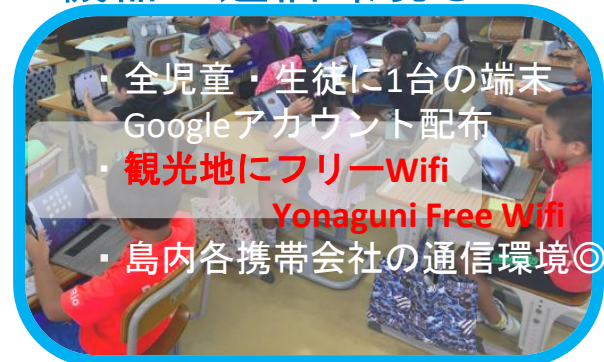 ・全児童・生徒に1台の端末
Googleアカウント配布
・観光地にフリーWifi
Yonaguni Free Wifi
・島内各携帯会社の通信環境◎